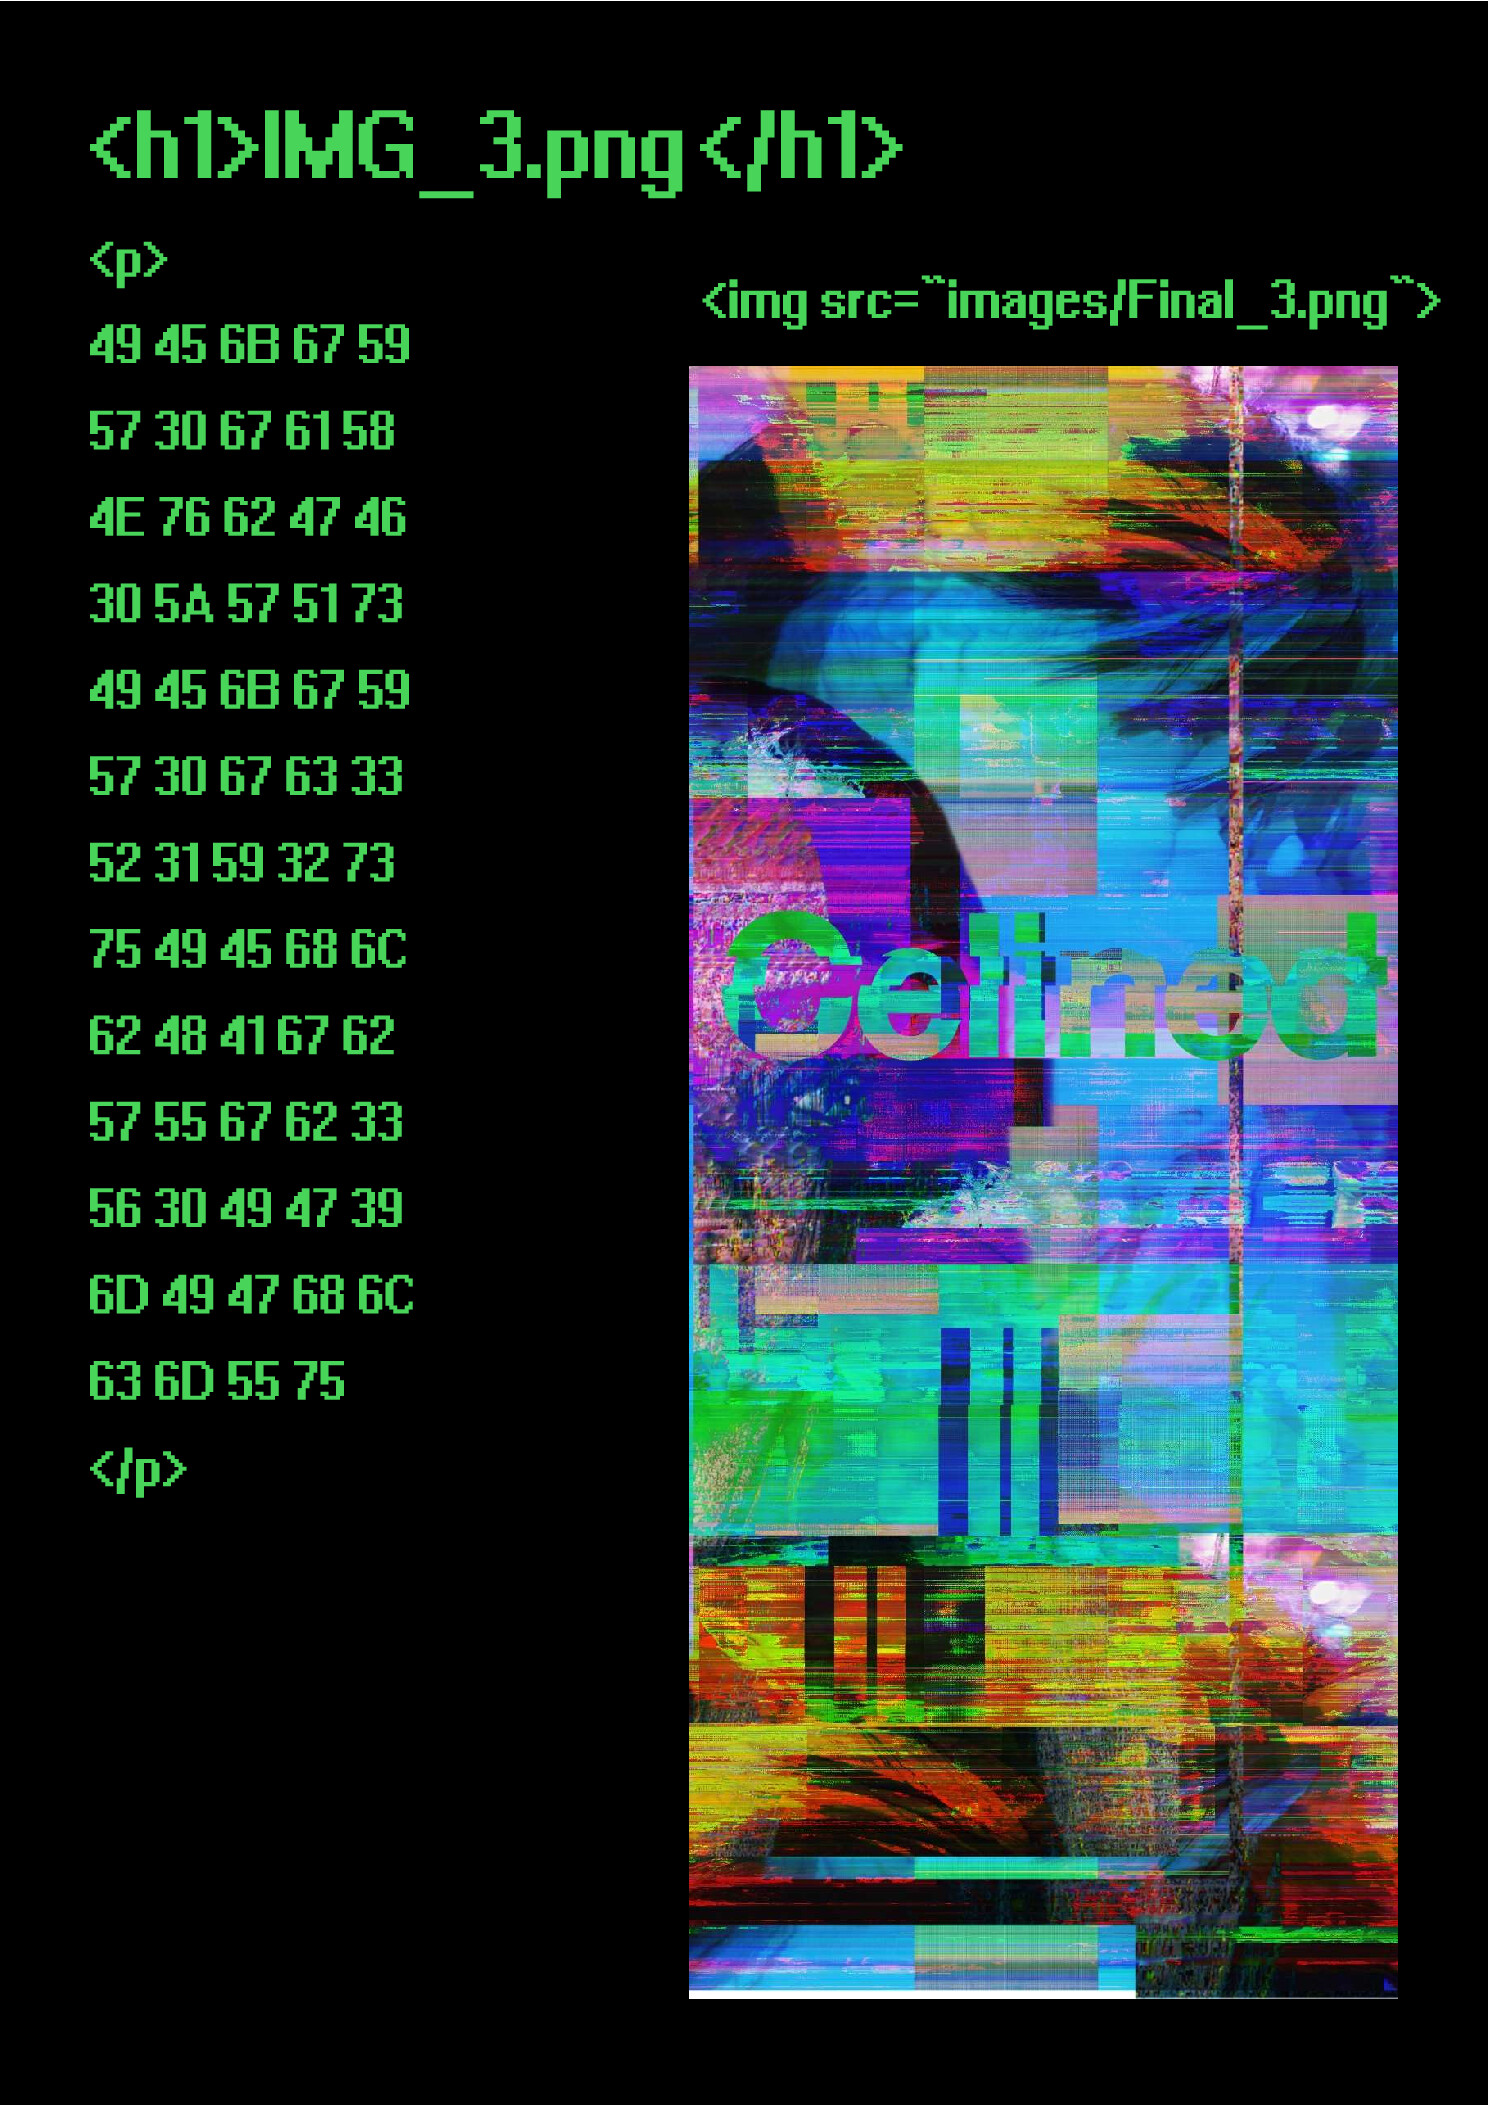 <h1>IMG_3.png</h1>
<p>
49 45 6B 67 59
57 30 67 61 58
4E 76 62 47 46
30 5A 57 51 73
49 45 6B 67 59
57 30 67 63 33
52 31 59 32 73
75 49 45 68 6C
62 48 41 67 62
57 55 67 62 33
56 30 49 47 39
6D 49 47 68 6C
63 6D 55 75
</p>
<img src=˜images/Final_3.png˜>